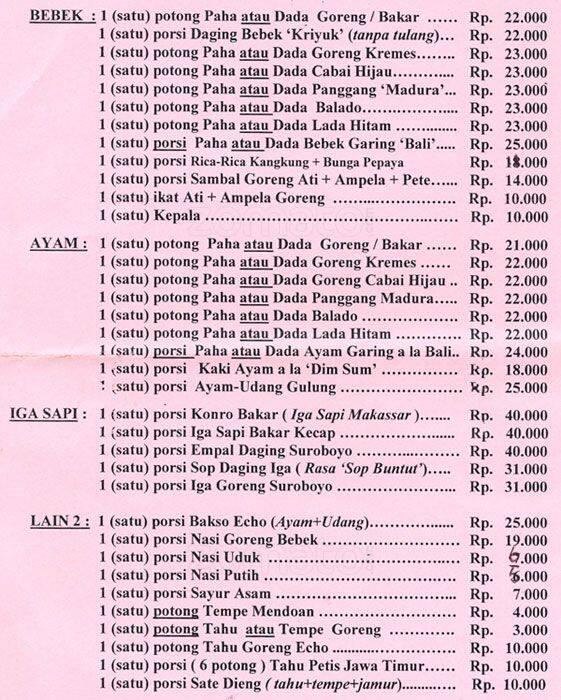 BEBEK : 1 (satu) potong Paha atau Dada Goreng / Bakar ...... Rp. 22.000
1 (satu) porsi Daging Bebek ‘Kriyuk’ (tanpa tulang)... Rp. 22.000
1 (satu) potong Paha atau Dada Goreng Kremes........ Rp. 23.000
1 (satu) potong Paha atau Dada Cabai Hijau............. Rp. 23.000
1 (satu) potong Paha atau Dada Panggang ‘Madura’... Rp. 23.000
1 (satu) potong Paha atau Dada Balado................... Rp. 23.000
1 (satu) potong Paha atau Dada Lada Hitam ............. Rp. 23.000
1 (satu) porsi Paha atau Dada Bebek Garing ‘Bali’..... Rp. 25.000
1 (satu) porsi Rica-Rica Kangkung + Bunga Pepaya Rp. 18.000
1 (satu) porsi Sambal Goreng Ati + Ampela + Pete...... Rp. 14.000
1 (satu) ikat Ati + Ampela Goreng ........................ Rp. 10.000
1 (satu) Kepala ................................................ Rp. 10.000
AYAM : 1 (satu) potong Paha atau Dada Goreng / Bakar ...... Rp. 21.000
1 (satu) potong Paha atau Dada Goreng Kremes ...... Rp. 22.000
1 (satu) potong Paha atau Dada Goreng Cabai Hijau .. Rp. 22.000
1 (satu) potong Paha atau Dada Panggang Madura..... Rp. 22.000
1 (satu) potong Paha atau Dada Balado ................... Rp. 22.000
1 (satu) potong Paha atau Dada Lada Hitam ............. Rp. 22.000
1 (satu) porsi Paha atau Dada Ayam Garing a la Bali.. Rp. 24.000
1 (satu) porsi Kaki Ayam a la ‘Dim Sum’ ................ Rp. 18.000
1 (satu) porsi Ayam-Udang Gulung ...................... Rp. 25.000
IGA SAPI : 1 (satu) porsi Konro Bakar ( Iga Sapi Makassar )....... Rp. 40.000
1 (satu) porsi Iga Sapi Bakar Kecap ...................... Rp. 40.000
1 (satu) porsi Empal Daging Suroboyo .................... Rp. 40.000
1 (satu) porsi Sop Daging Iga ( Rasa ‘Sop Buntut’)..... Rp. 31.000
1 (satu) porsi Iga Goreng Suroboyo ....................... Rp. 31.000
LAIN 2 : 1 (satu) porsi Bakso Echo (Ayam+Udang)............... Rp. 25.000
1 (satu) porsi Nasi Goreng Bebek .......................... Rp. 19.000
1 (satu) porsi Nasi Uduk .................................... Rp. 6.000
1 (satu) porsi Nasi Putih .................................... Rp. 5.000
1 (satu) porsi Sayur Asam ................................... Rp. 7.000
1 (satu) potong Tempe Mendoan ........................... Rp. 4.000
1 (satu) potong Tahu atau Tempe Goreng ................ Rp. 3.000
1 (satu) potong Tahu Goreng Echo ......................... Rp. 10.000
1 (satu) porsi ( 6 potong ) Tahu Petis Jawa Timur...... Rp. 10.000
1 (satu) porsi Sate Dieng ( tahu+tempe+jamur)............ Rp. 10.000
zomato